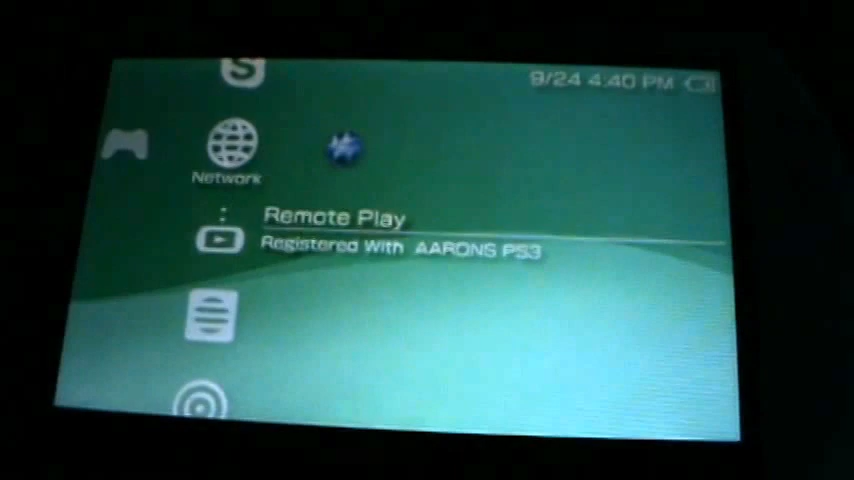 S
9/24 4:40 PM
Network
Remote Play
Registered With AARONS PS3